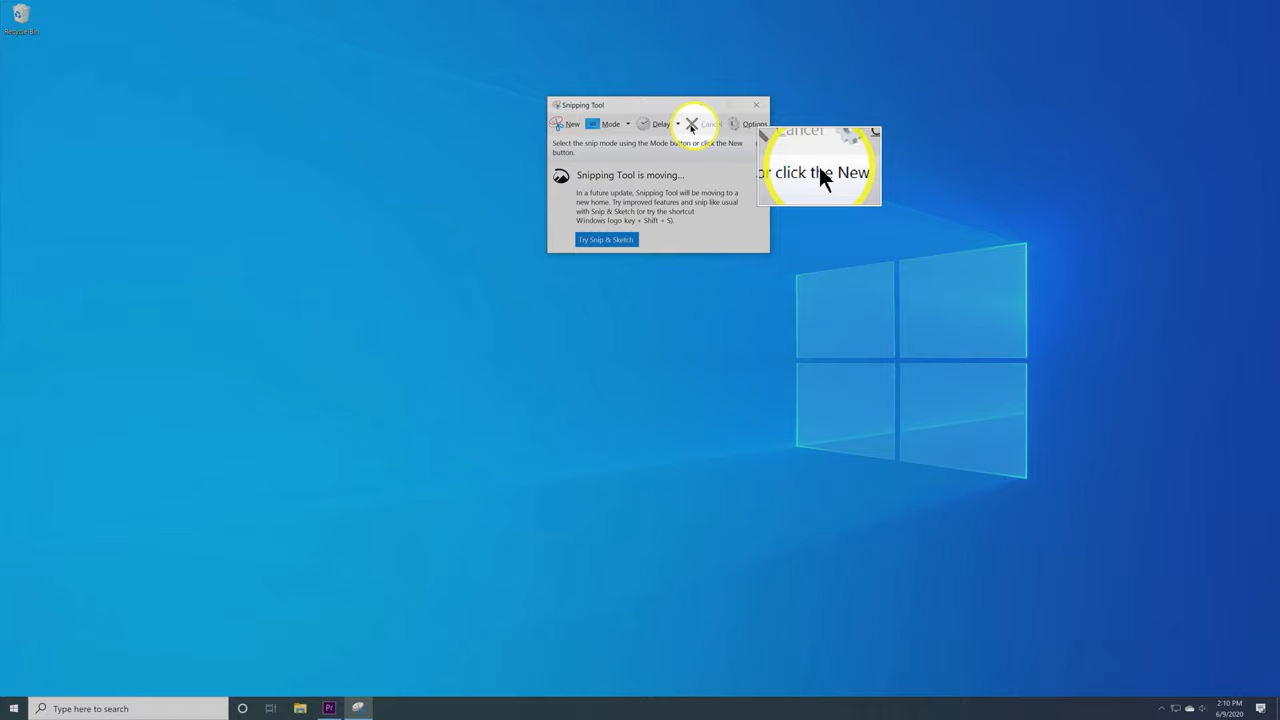 Recycle Bin
Snipping Tool
New Mode Delay Cancel Options
Select the snip mode using the Mode button or click the New
button.
Cancel
or click the New
Snipping Tool is moving...
In a future update, Snipping Tool will be moving to a
new home. Try improved features and snip like usual
with Snip & Sketch (or try the shortcut
Windows logo key + Shift + S).
Try Snip & Sketch
Type here to search
Pr
2:10 PM
6/9/2020